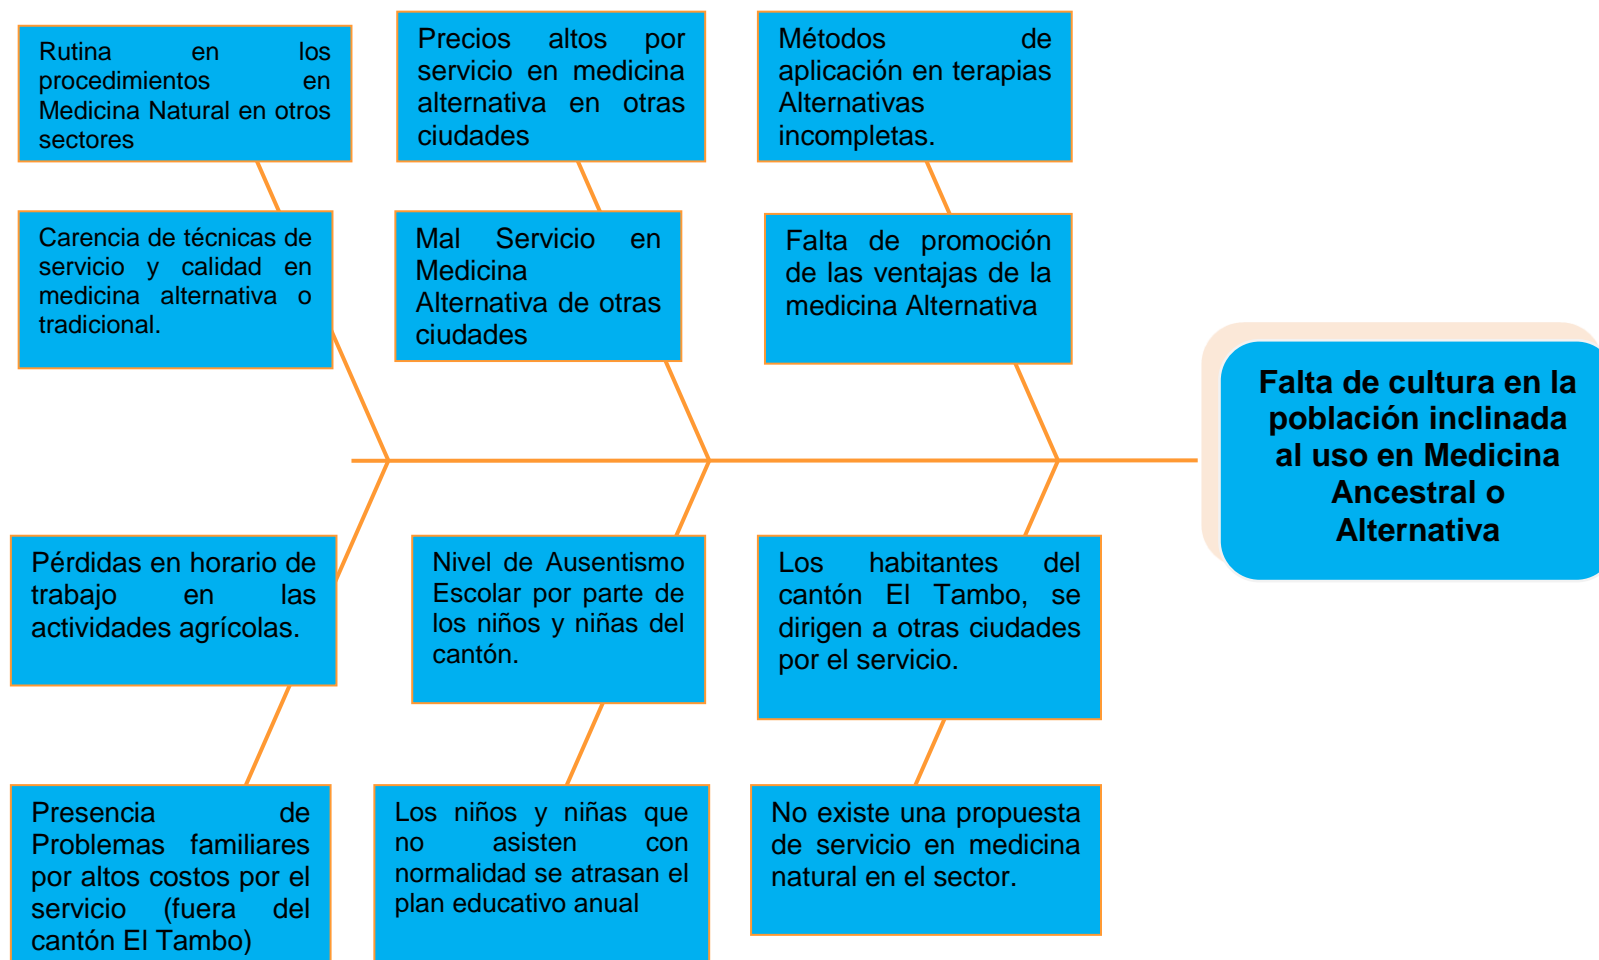 Rutina en los
procedimientos en
Medicina Natural en otros
sectores
Precios altos por
servicio en medicina
alternativa en otras
ciudades
Métodos de
aplicación en terapias
Alternativas
incompletas.
Carencia de técnicas de
servicio y calidad en
medicina alternativa o
tradicional.
Mal Servicio en
Medicina
Alternativa de otras
ciudades
Falta de promoción
de las ventajas de la
medicina Alternativa
Falta de cultura en la
población inclinada
al uso en Medicina
Ancestral o
Alternativa
Pérdidas en horario de
trabajo en las
actividades agrícolas.
Nivel de Ausentismo
Escolar por parte de
los niños y niñas del
cantón.
Los habitantes del
cantón El Tambo, se
dirigen a otras ciudades
por el servicio.
Presencia de
Problemas familiares
por altos costos por el
servicio (fuera del
cantón El Tambo)
Los niños y niñas que
no asisten con
normalidad se atrasan el
plan educativo anual
No existe una propuesta
de servicio en medicina
natural en el sector.